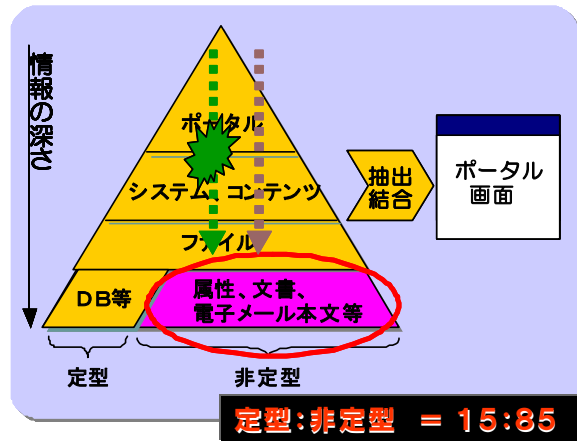 情報の深さ
ポータル
システム、コンテンツ
ファイル
DB等
属性、文書、
電子メール本文等
定型
非定型
抽出
結合
ポータル
画面
定型:非定型 = 15:85